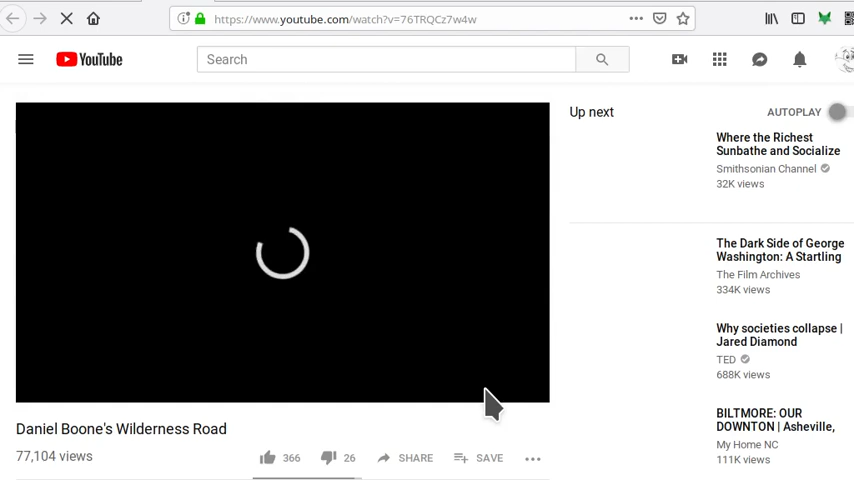 https://www.youtube.com/watch?v=76TRQCz7w4w
YouTube
Search
Up next
AUTOPLAY
Where the Richest
Sunbathe and Socialize
Smithsonian Channel
32K views
The Dark Side of George
Washington: A Startling
The Film Archives
334K views
Why societies collapse |
Jared Diamond
TED
688K views
BILTMORE: OUR
DOWNTON | Asheville,
My Home NC
111K views
Daniel Boone's Wilderness Road
77,104 views
366
26
SHARE
SAVE